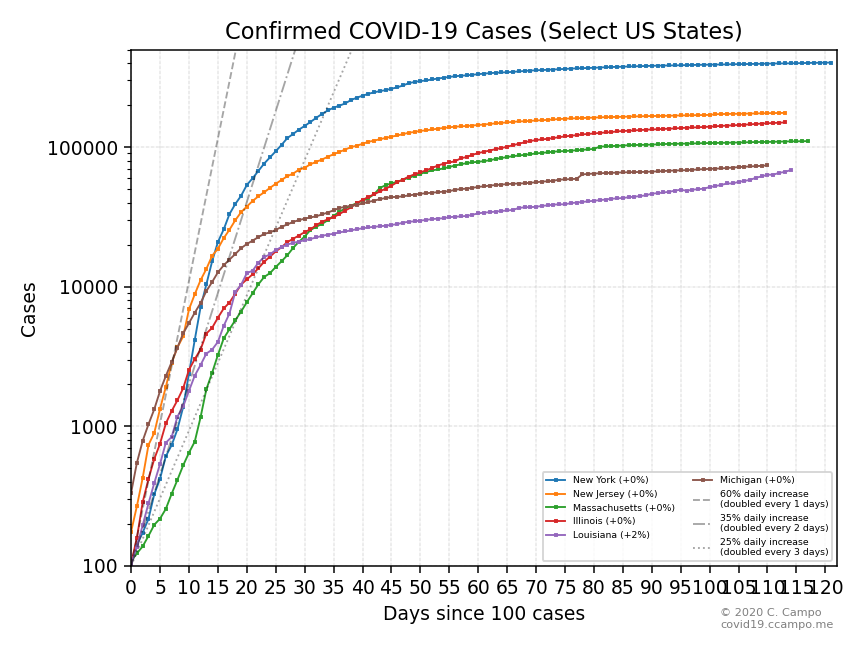 Confirmed COVID-19 Cases (Select US States)
Cases
100000
10000
1000
100
0 5 10 15 20 25 30 35 40 45 50 55 60 65 70 75 80 85 90 95 100 105 110 115 120
Days since 100 cases
New York (+0%)
New Jersey (+0%)
Massachusetts (+0%)
Illinois (+0%)
Louisiana (+2%)
Michigan (+0%)
60% daily increase
(doubled every 1 days)
35% daily increase
(doubled every 2 days)
25% daily increase
(doubled every 3 days)
© 2020 C. Campo
covid19.ccampo.me